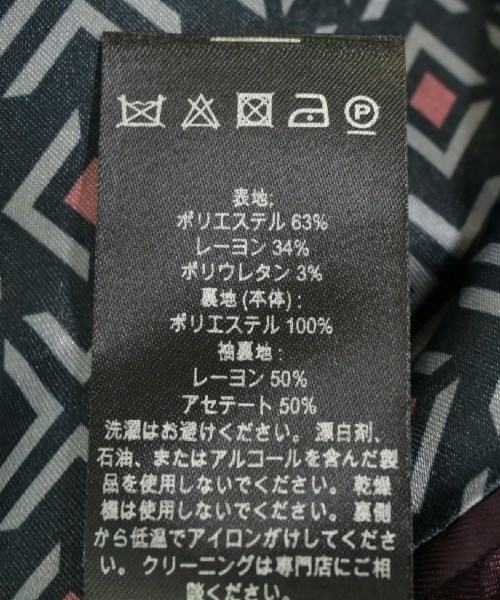 P
表地:
ポリエステル 63%
レーヨン 34%
ポリウレタン 3%
裏地 (本体) :
ポリエステル 100%
袖裏地 :
レーヨン 50%
アセテート 50%
洗濯はお避けください。漂白剤、
石油、またはアルコールを含んだ製
品を使用しないでください。乾燥
機は使用しないでください。裏側
から低温でアイロンがけしてくださ
い。クリーニングは専門店にご相
談ください。